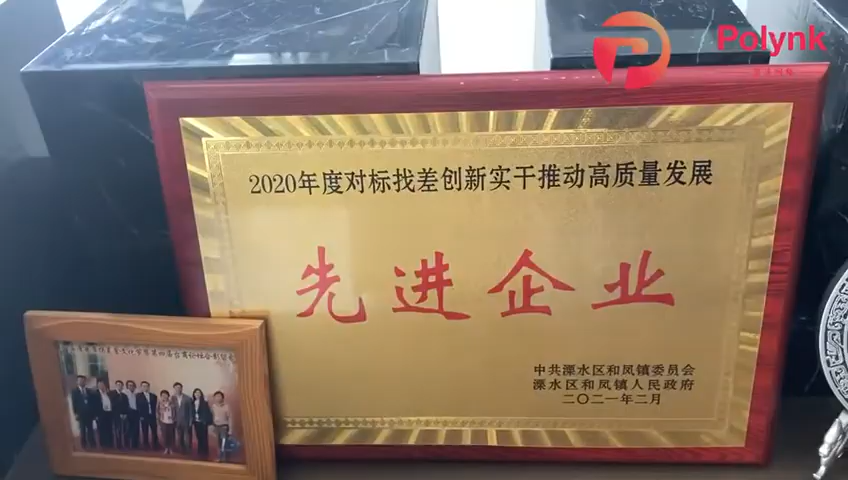 Polynk
2020年度对标找差创新实干推动高质量发展
先进企业
中共溧水区和凤镇委员会
溧水区和凤镇人民政府
二〇二一年二月